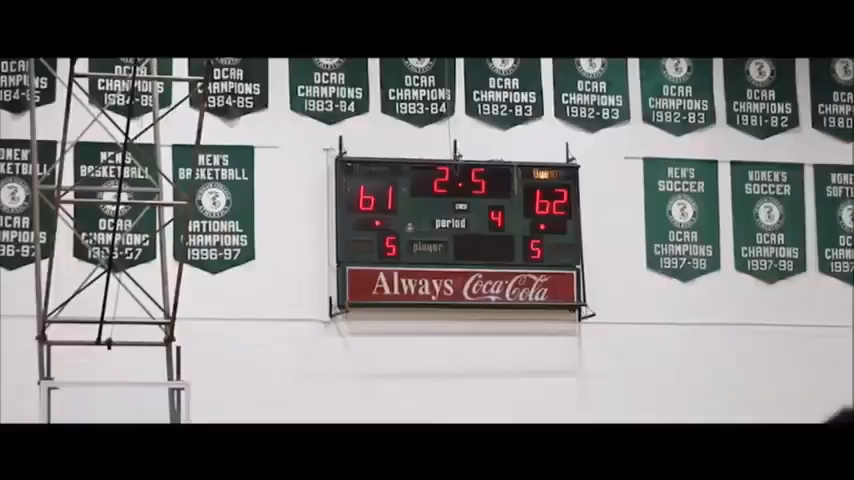 OCAA
CHAMPIONS
1984-85
OCAA
CHAMPIONS
1984-85
OCAA
CHAMPIONS
1983-84
OCAA
CHAMPIONS
1983-84
OCAA
CHAMPIONS
1982-83
OCAA
CHAMPIONS
1982-83
OCAA
CHAMPIONS
1982-83
OCAA
CHAMPIONS
1981-82
MEN'S
BASKETBALL
MEN'S
BASKETBALL
NATIONAL
CHAMPIONS
1996-97
MEN'S
SOCCER
OCAA
CHAMPIONS
1997-98
WOMEN'S
SOCCER
OCAA
CHAMPIONS
1997-98
61
2:5
62
period
4
5
player
5
Always Coca-Cola